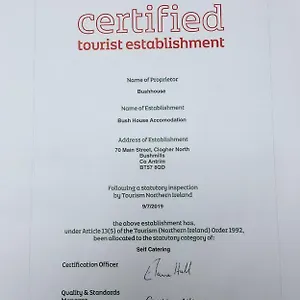 certified
tourist establishment
Name of Proprietor
Bushhouse
Name of Establishment
Bush House Accomodation
Address of Establishment
70 Main Street, Clogher North
Bushmills
Co Antrim
BT57 8QD
Following a statutory inspection
by Tourism Northern Ireland
9/7/2019
the above establishment has,
under Article 13(5) of the Tourism (Northern Ireland) Order 1992,
been allocated to the statutory category of:
Self Catering
Certification Officer
Quality & Standards